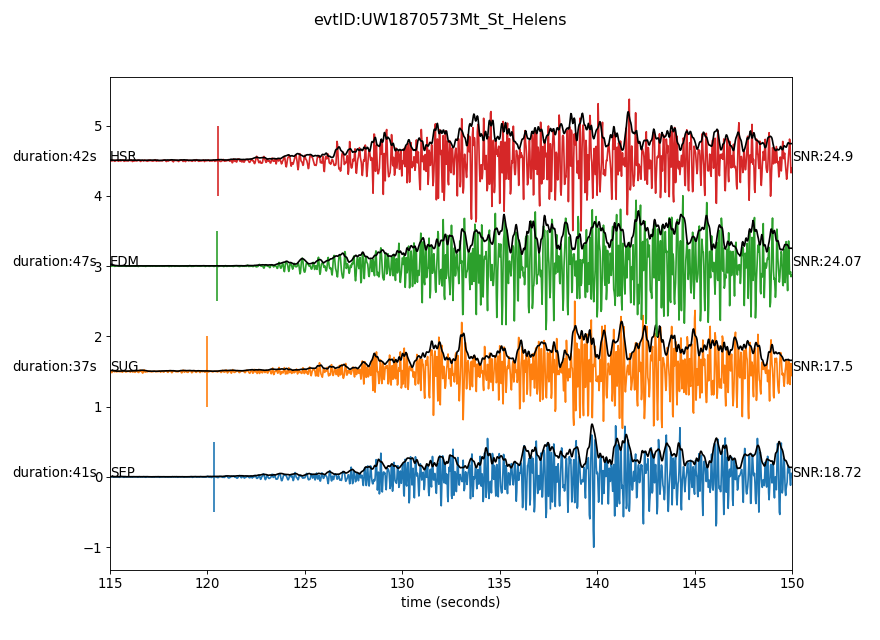 evtID:UW1870573Mt_St_Helens
5
duration:42s HSR SNR:24.9
4
duration:47s 3 EDM SNR:24.07
2
duration:37s SUG SNR:17.5
1
duration:41s 0 SEP SNR:18.72
−1
115 120 125 130 135 140 145 150
time (seconds)